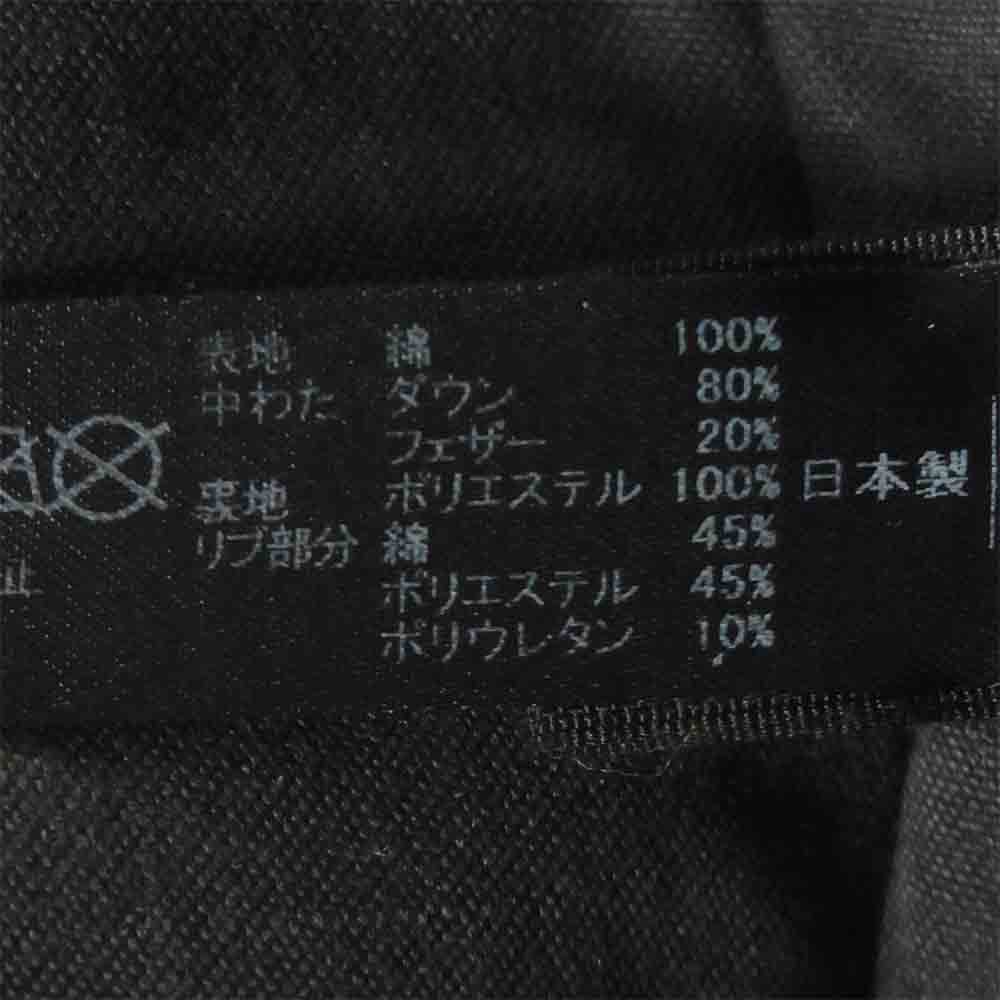 表地 綿 100%
中わた ダウン 80%
フェザー 20%
裏地 ポリエステル 100%
リブ部分 綿 45%
ポリエステル 45%
ポリウレタン 10%
日本製
止